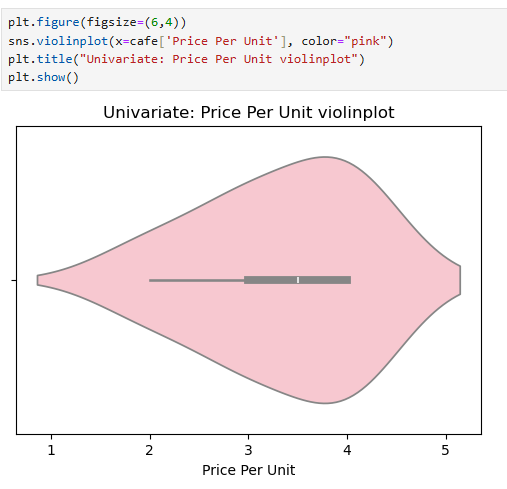 plt.figure(figsize=(6,4))
sns.violinplot(x=cafe['Price Per Unit'], color="pink")
plt.title("Univariate: Price Per Unit violinplot")
plt.show()
Univariate: Price Per Unit violinplot
1 2 3 4 5
Price Per Unit